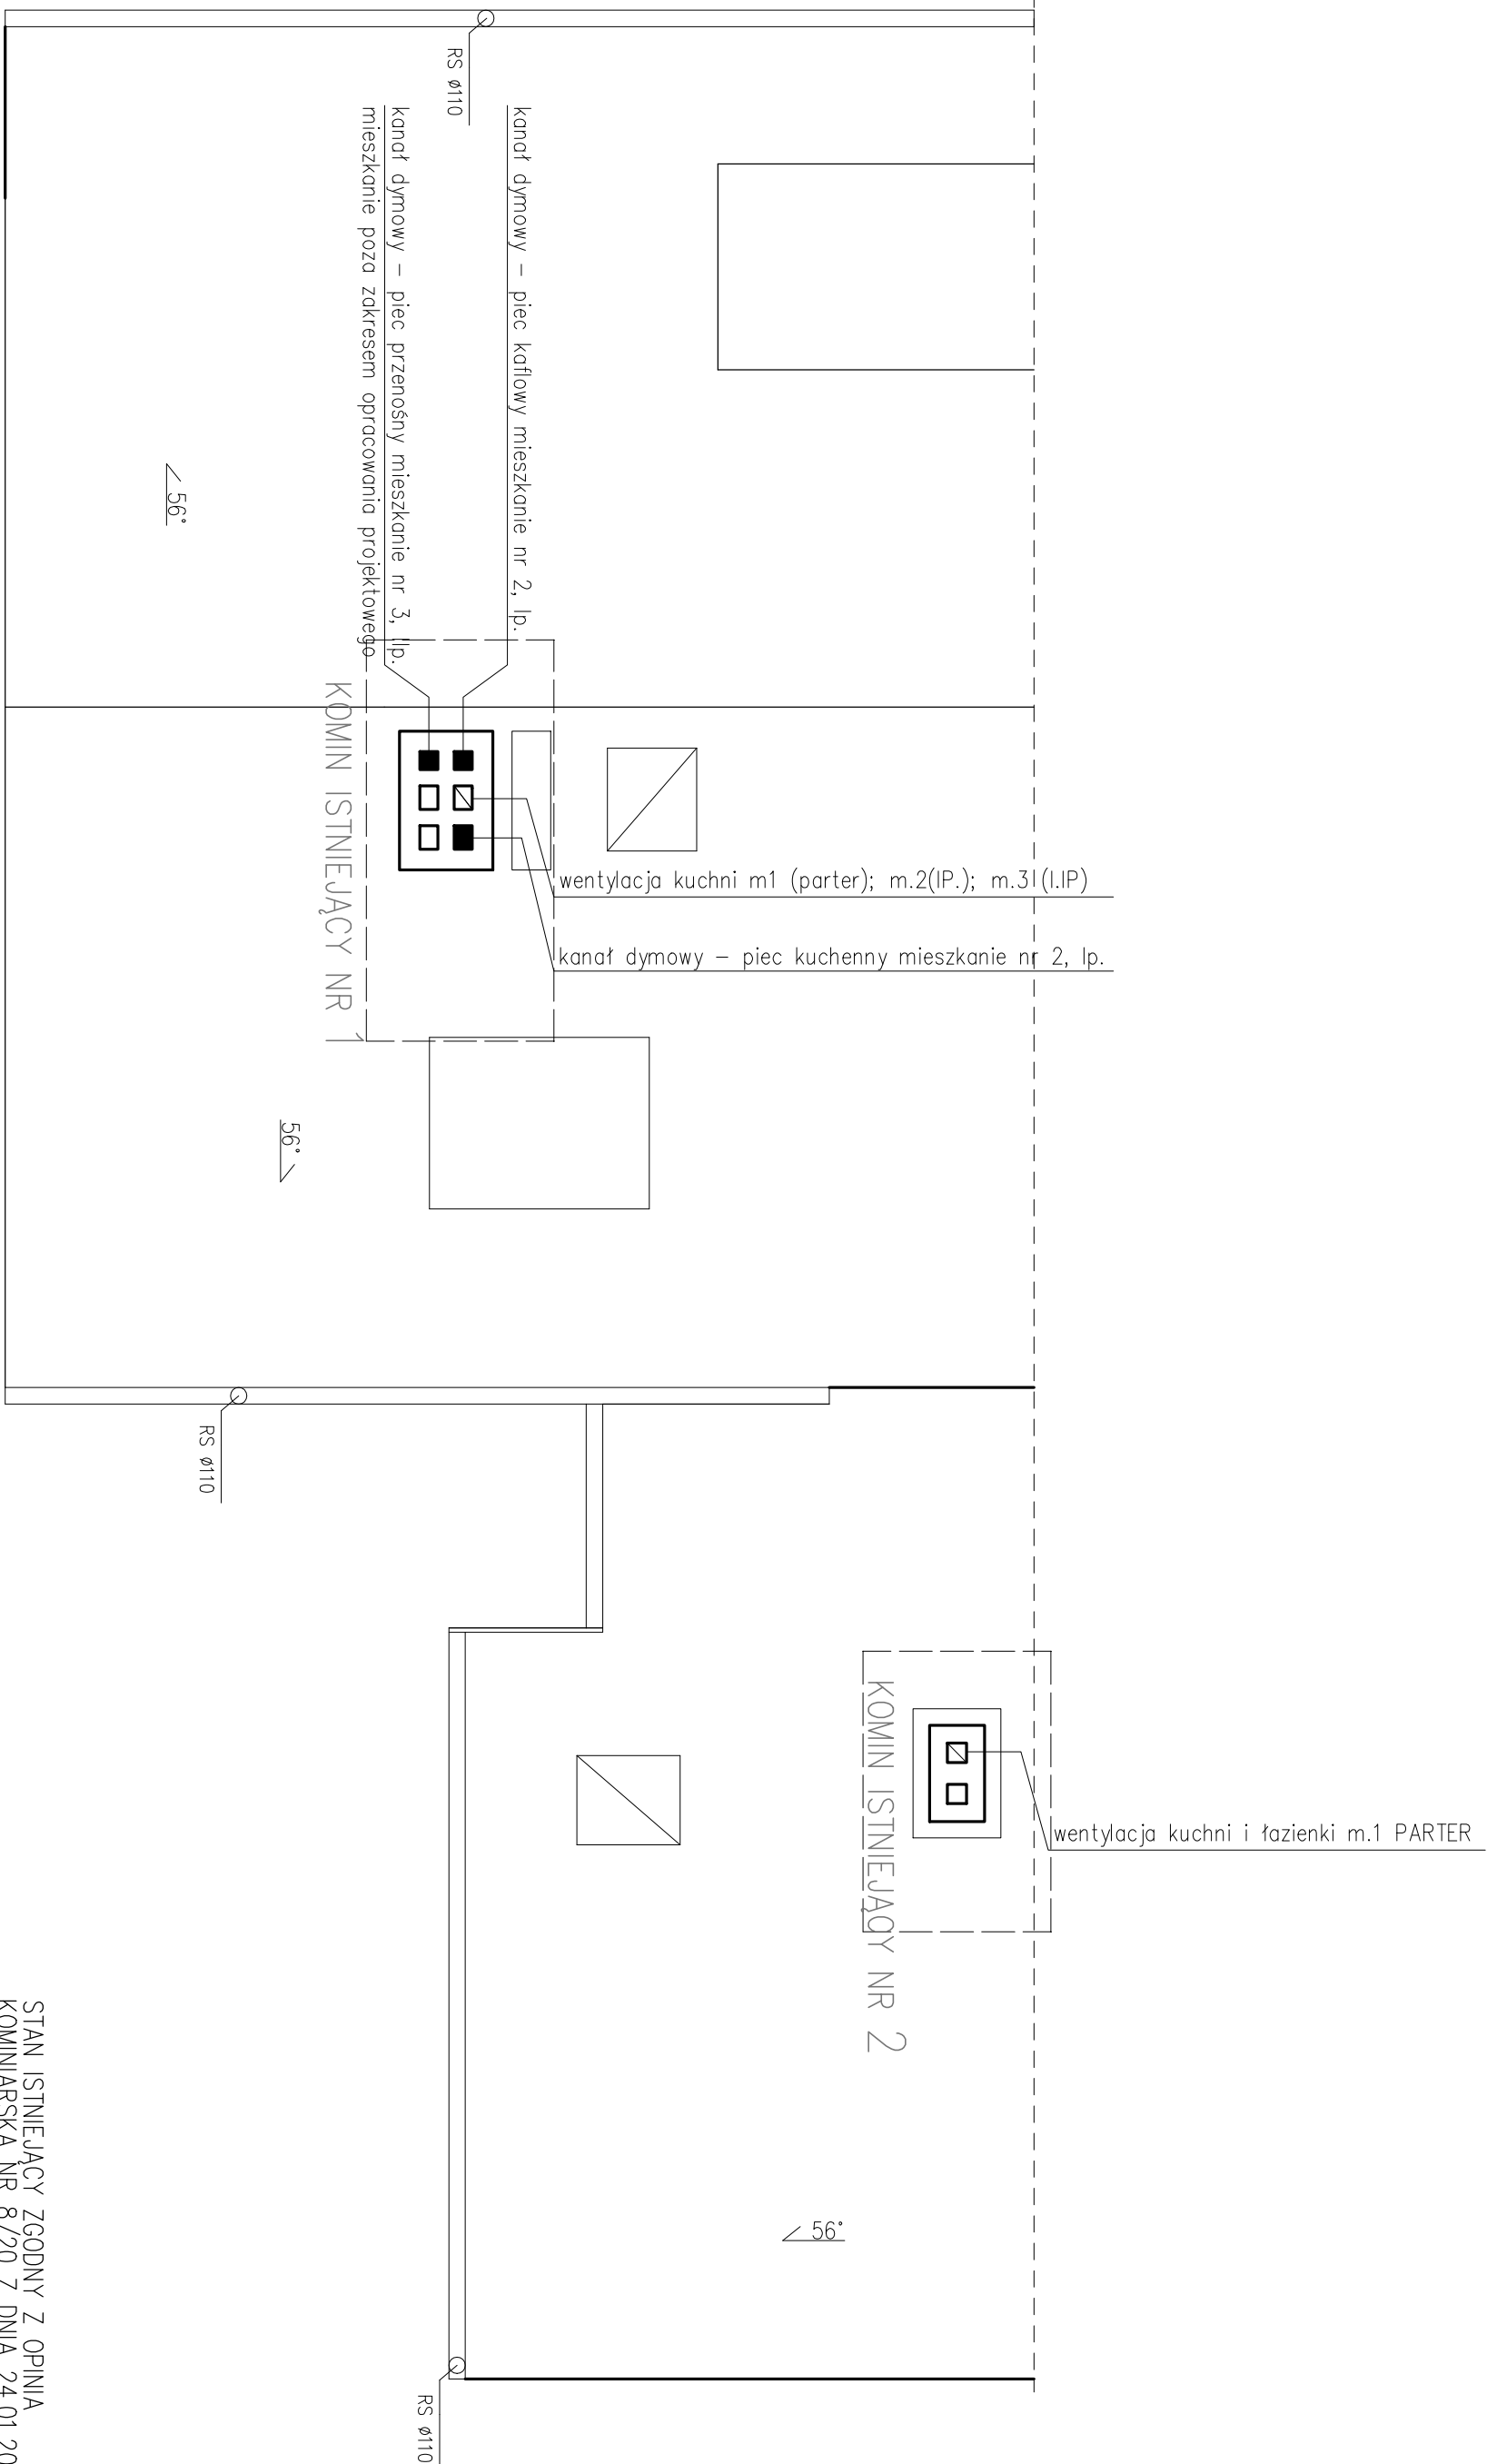 RS ø110
kanał dymowy – piec kaflowy mieszkanie nr 2, Ip.
kanał dymowy – piec przenośny mieszkanie nr 3, IIp.
mieszkanie poza zakresem opracowania projektowego
56°
KOMIN ISTNIEJĄCY NR 1
wentylacja kuchni m1 (parter); m.2(IP.); m.3 (I.IP)
kanał dymowy – piec kuchenny mieszkanie nr 2, Ip.
56°
RS ø110
KOMIN ISTNIEJĄCY NR 2
wentylacja kuchni i łazienki m.1 PARTER
56°
RS ø110
STAN ISTNIEJĄCY ZGODNY Z OPINIA
KOMINIARSKA NR 8/20 Z DNIA 24.01.20